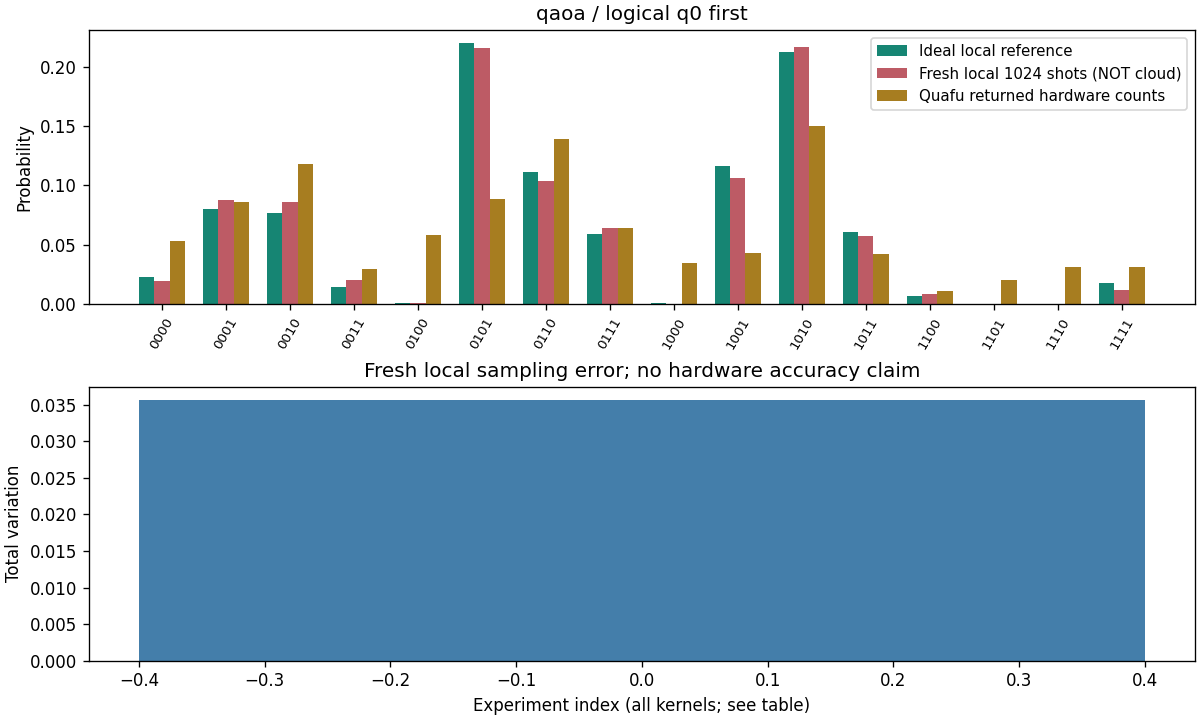 qaoa / logical q0 first
Probability
0.20
0.15
0.10
0.05
0.00
Ideal local reference
Fresh local 1024 shots (NOT cloud)
Quafu returned hardware counts
0000 0001 0010 0011 0100 0101 0110 0111 1000 1001 1010 1011 1100 1101 1110 1111
Fresh local sampling error; no hardware accuracy claim
Total variation
0.035
0.030
0.025
0.020
0.015
0.010
0.005
0.000
−0.4 −0.3 −0.2 −0.1 0.0 0.1 0.2 0.3 0.4
Experiment index (all kernels; see table)